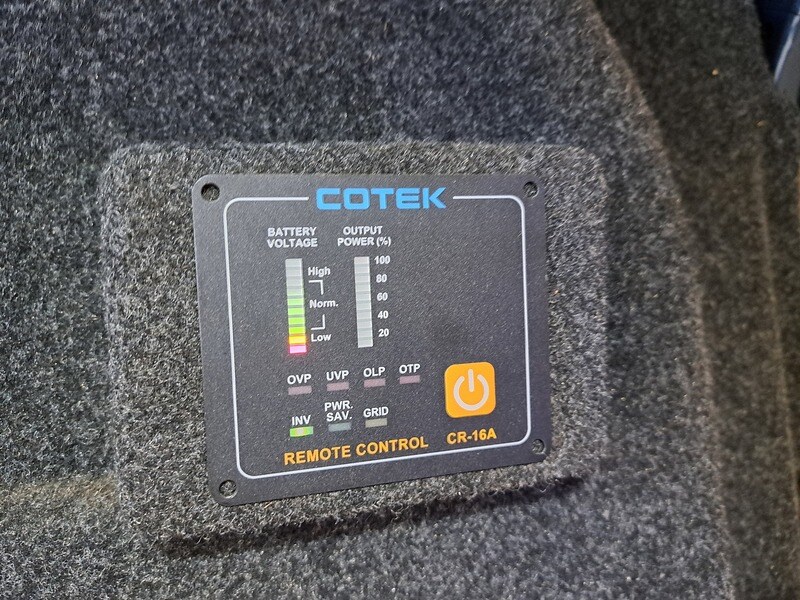 COTEK
BATTERY
VOLTAGE
OUTPUT
POWER (%)
High
Norm.
Low
100
80
60
40
20
OVP
UVP
OLP
OTP
INV
PWR.
SAV.
GRID
REMOTE CONTROL
CR-16A